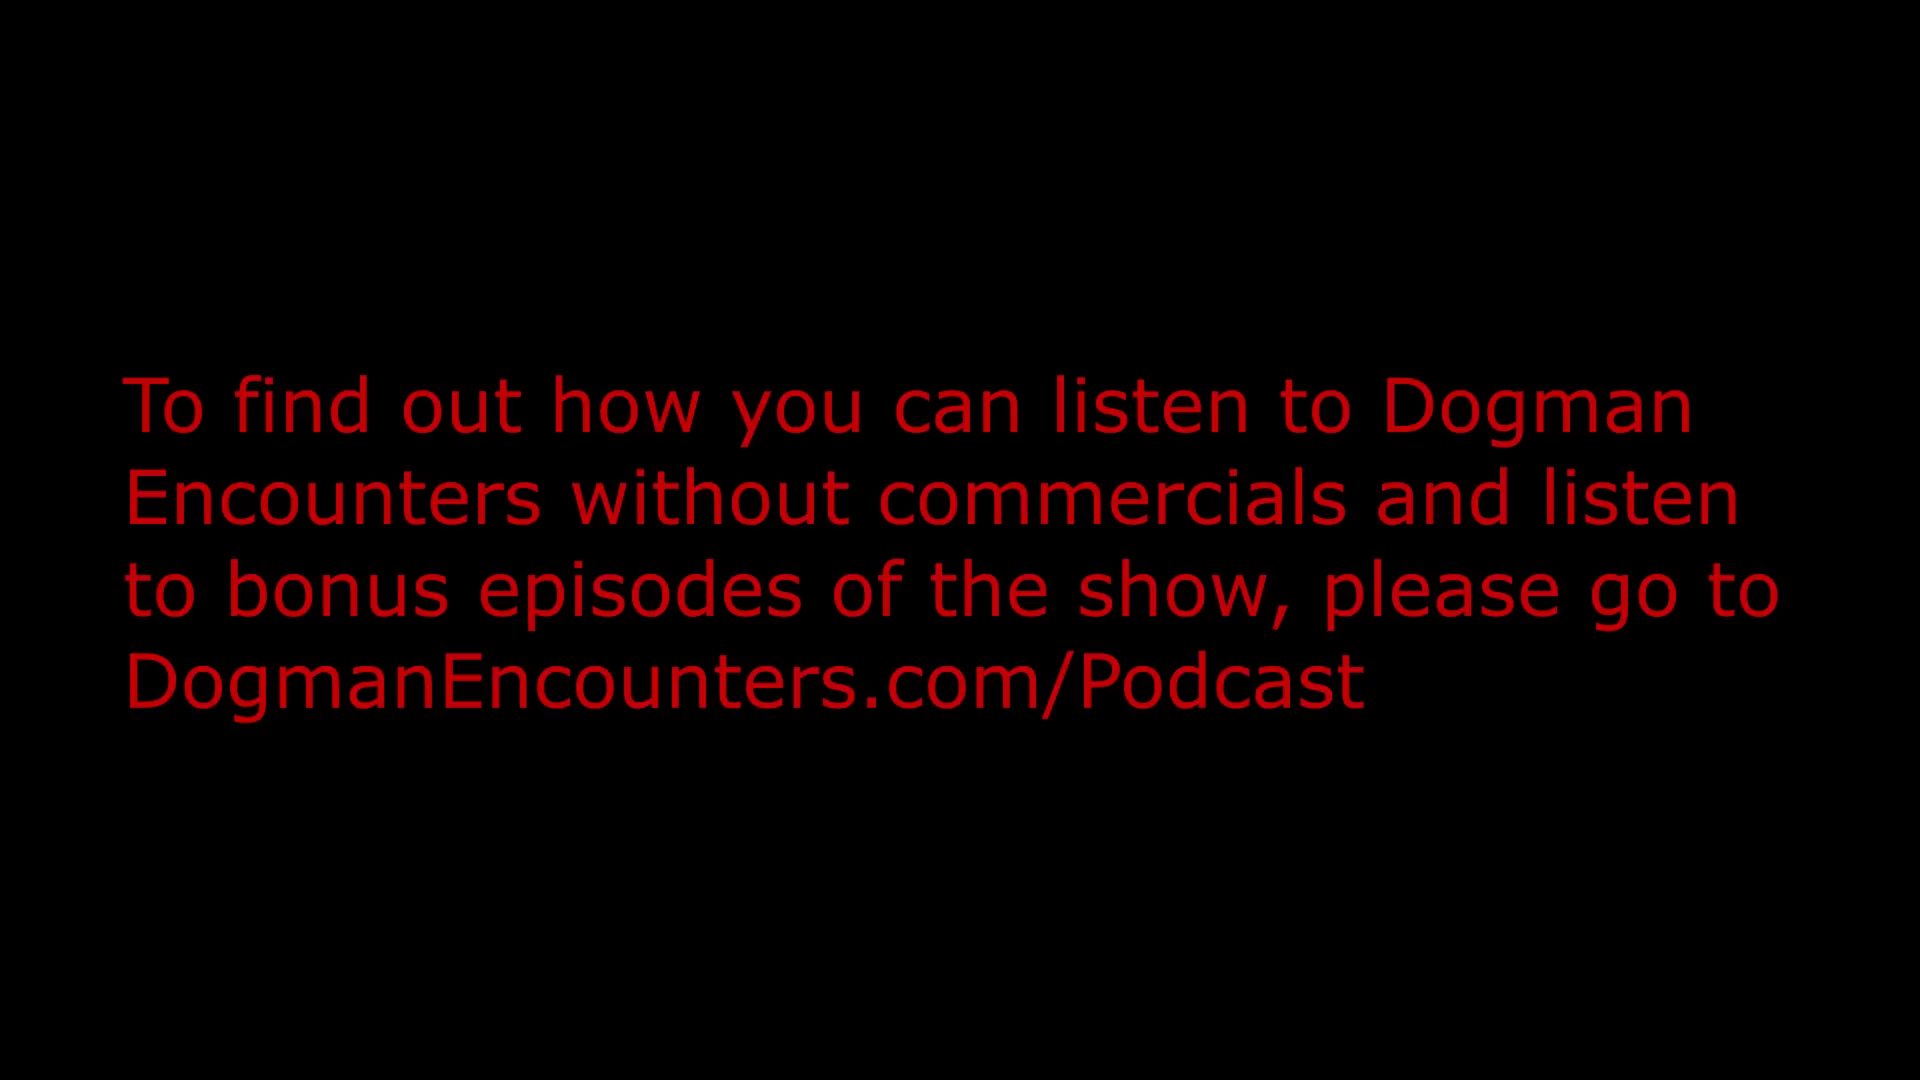 To find out how you can listen to Dogman
Encounters without commercials and listen
to bonus episodes of the show, please go to
DogmanEncounters.com/Podcast